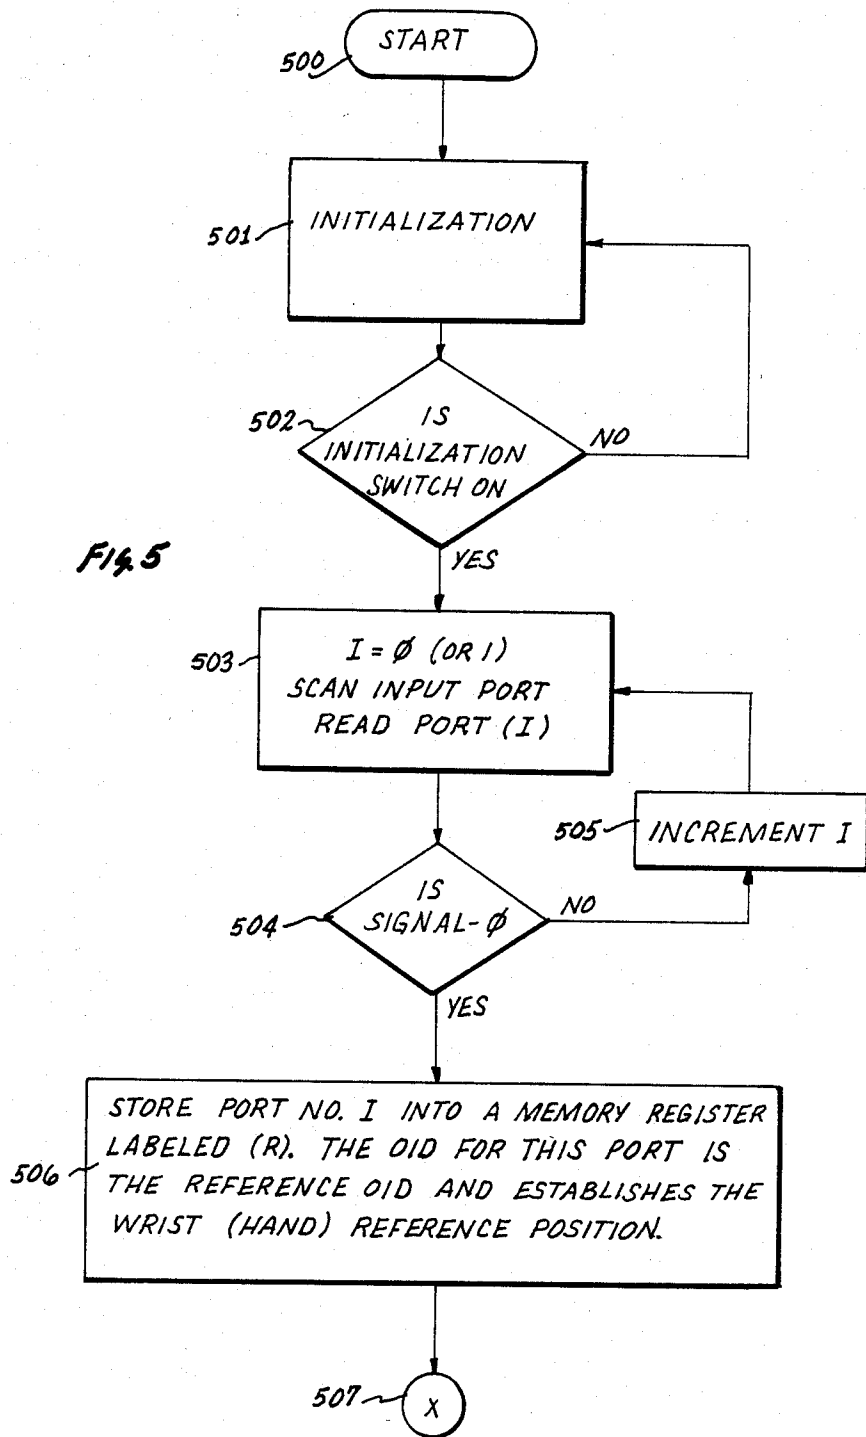 START
500
INITIALIZATION
501
502
IS
INITIALIZATION
SWITCH ON
NO
YES
Fig. 5
503
I = Ø (OR 1)
SCAN INPUT PORT
READ PORT (I)
505
INCREMENT I
504
IS
SIGNAL-Ø
NO
YES
506
STORE PORT NO. I INTO A MEMORY REGISTER
LABELED (R). THE OID FOR THIS PORT IS
THE REFERENCE OID AND ESTABLISHES THE
WRIST (HAND) REFERENCE POSITION.
507
X